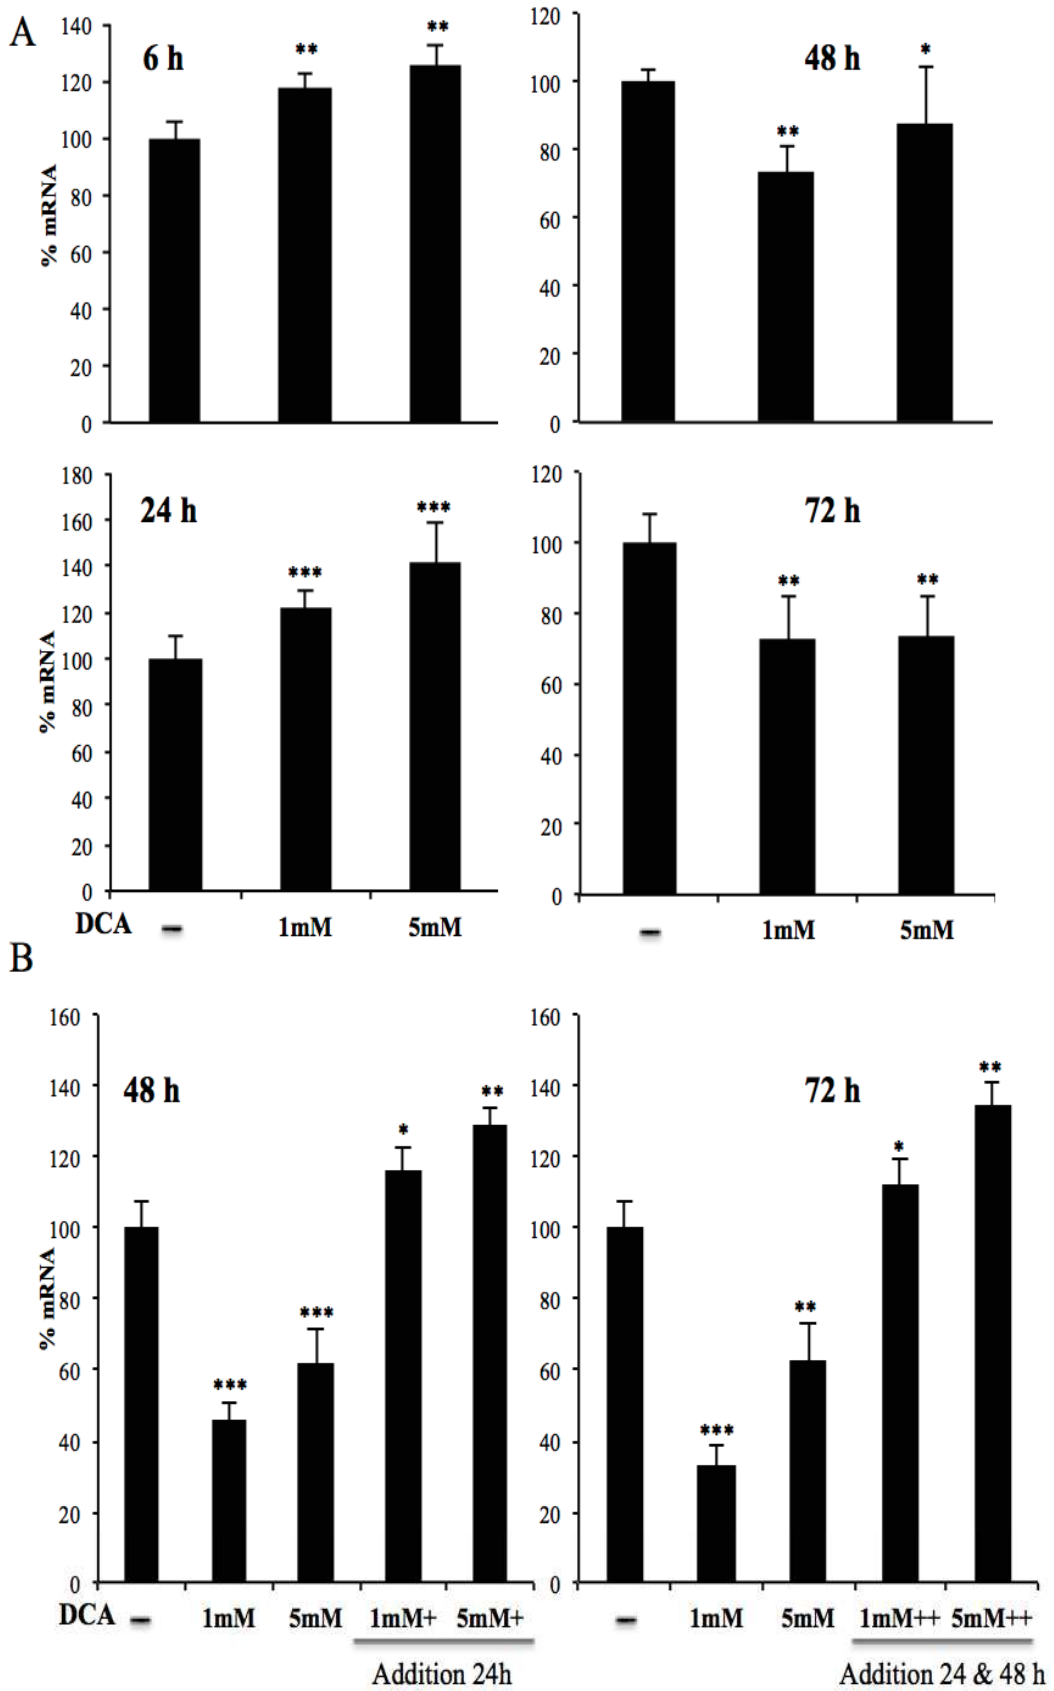 A
6 h
% mRNA
140
120
100
80
60
40
20
0
** **
48 h
120
100
80
60
40
20
0
** *
24 h
% mRNA
180
160
140
120
100
80
60
40
20
0
*** ***
DCA – 1mM 5mM
72 h
120
100
80
60
40
20
0
** **
– 1mM 5mM
B
48 h
% mRNA
160
140
120
100
80
60
40
20
0
*** *** * **
DCA – 1mM 5mM 1mM+ 5mM+
Addition 24h
72 h
160
140
120
100
80
60
40
20
0
*** ** * **
– 1mM 5mM 1mM++ 5mM++
Addition 24 & 48 h